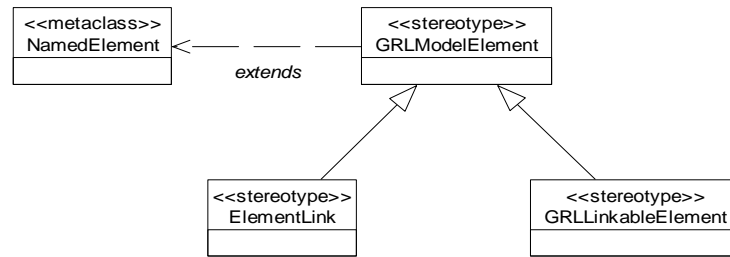 <<metaclass>>
NamedElement
<<stereotype>>
GRLModelElement
extends
<<stereotype>>
ElementLink
<<stereotype>>
GRLLinkableElement